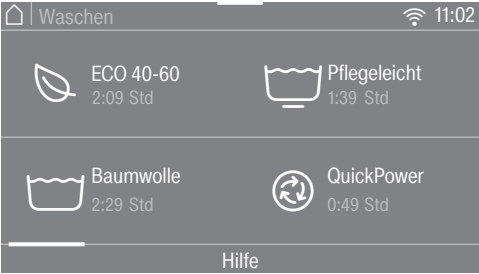 Waschen 11:02
ECO 40-60 Pflegeleicht
2:09 Std 1:39 Std
Baumwolle QuickPower
2:29 Std 0:49 Std
Hilfe